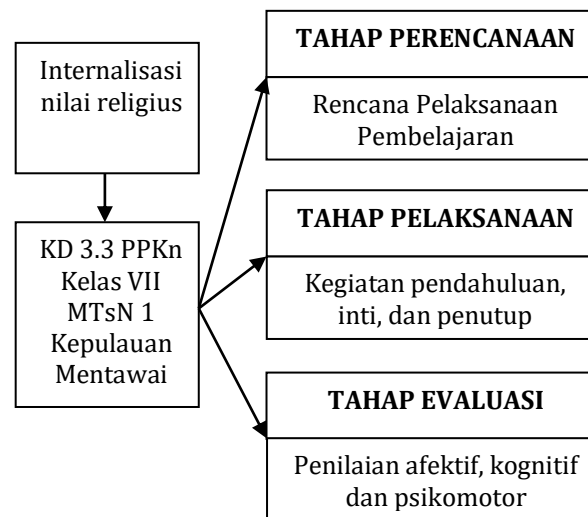 Internalisasi
nilai religius
KD 3.3 PPKn
Kelas VII
MTsN 1
Kepulauan
Mentawai
TAHAP PERENCANAAN
Rencana Pelaksanaan
Pembelajaran
TAHAP PELAKSANAAN
Kegiatan pendahuluan,
inti, dan penutup
TAHAP EVALUASI
Penilaian afektif, kognitif
dan psikomotor